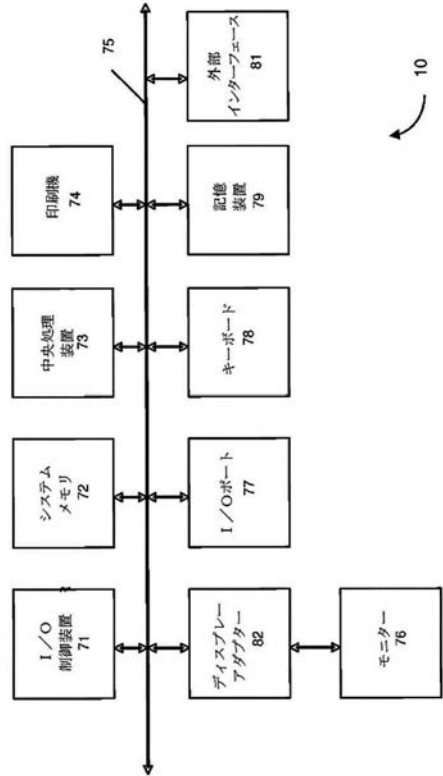 I/O
制御装置
71
システム
メモリ
72
中央処理
装置
73
印刷機
74
75
ディスプレー
アダプター
82
I/Oポート
77
キーボード
78
記憶
装置
79
外部
インターフェース
81
モニター
76
10